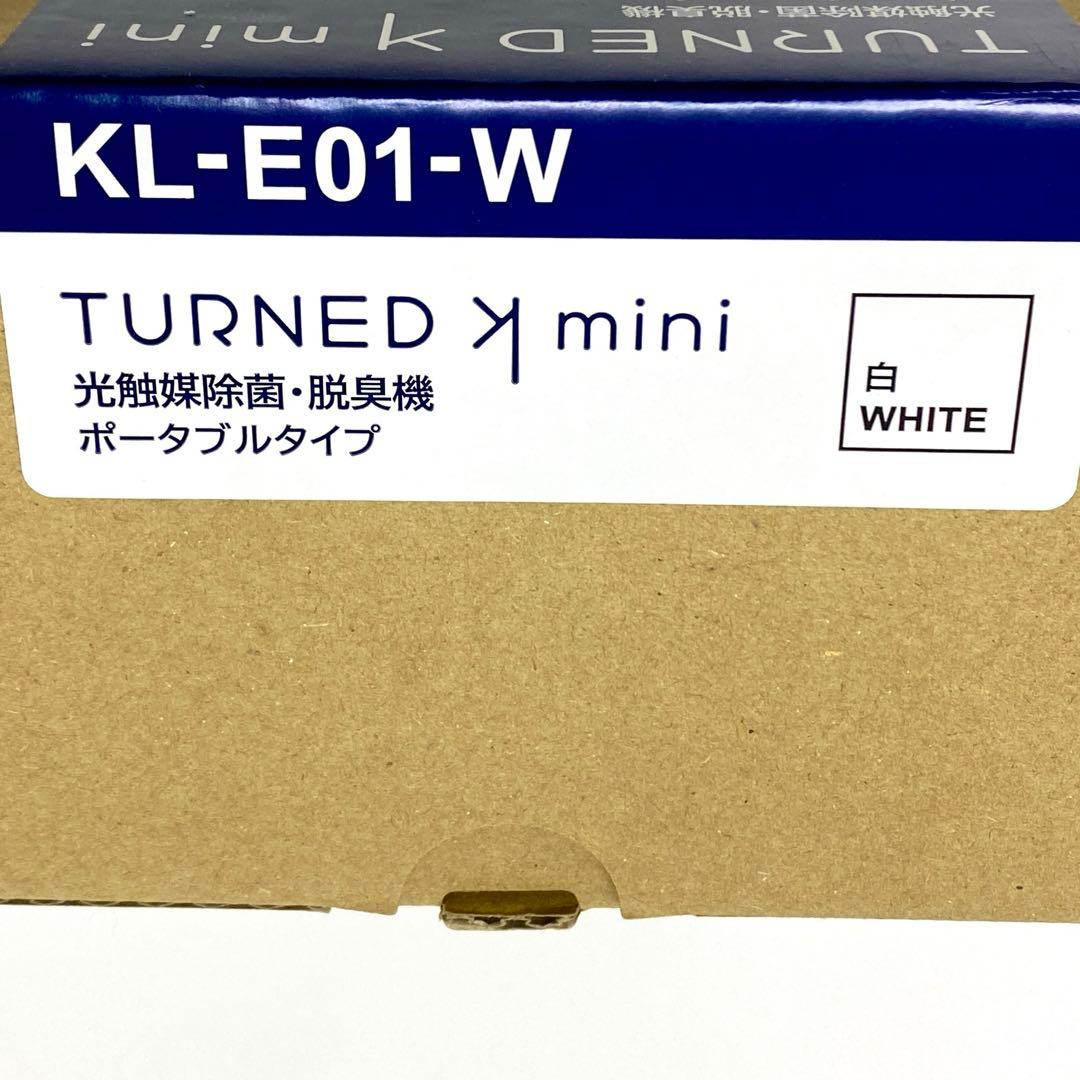 TURNED K mini
光触媒除菌・脱臭機
KL-E01-W
TURNED ʞ mini
光触媒除菌・脱臭機
ポータブルタイプ
白
WHITE